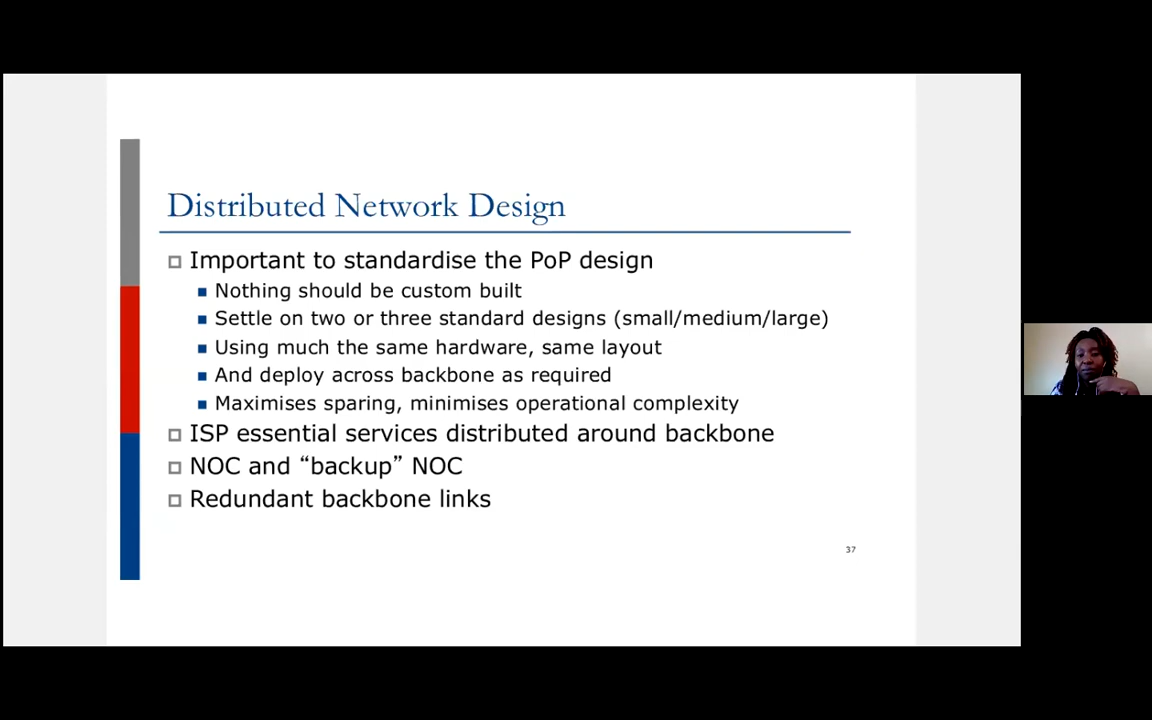 Distributed Network Design
Important to standardise the PoP design
Nothing should be custom built
Settle on two or three standard designs (small/medium/large)
Using much the same hardware, same layout
And deploy across backbone as required
Maximises sparing, minimises operational complexity
ISP essential services distributed around backbone
NOC and “backup” NOC
Redundant backbone links
37